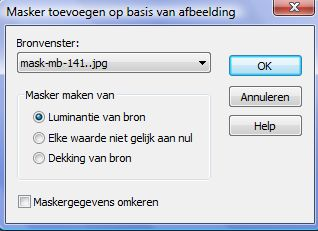 Masker toevoegen op basis van afbeelding
Bronvenster:
mask-mb-141..jpg
OK
Masker maken van
Annuleren
Luminantie van bron
Help
Elke waarde niet gelijk aan nul
Dekking van bron
Maskergegevens omkeren